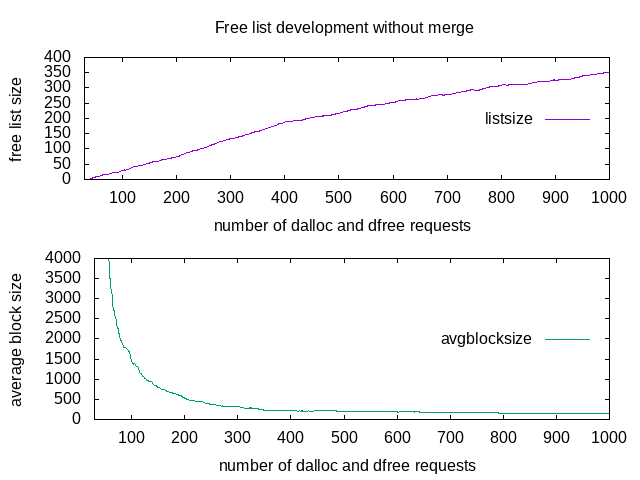 Free list development without merge
400
350
300
250
200
150
100
50
0
free list size
listsize
100 200 300 400 500 600 700 800 900 1000
number of dalloc and dfree requests
4000
3500
3000
2500
2000
1500
1000
500
0
average block size
avgblocksize
100 200 300 400 500 600 700 800 900 1000
number of dalloc and dfree requests